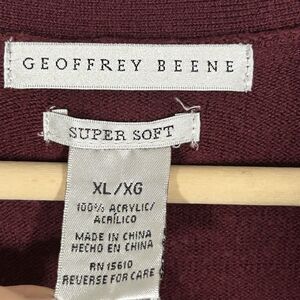 GEOFFREY BEENE
SUPER SOFT
XL/XG
100% ACRYLIC/
ACRÍLICO
MADE IN CHINA
HECHO EN CHINA
RN 15610
REVERSE FOR CARE